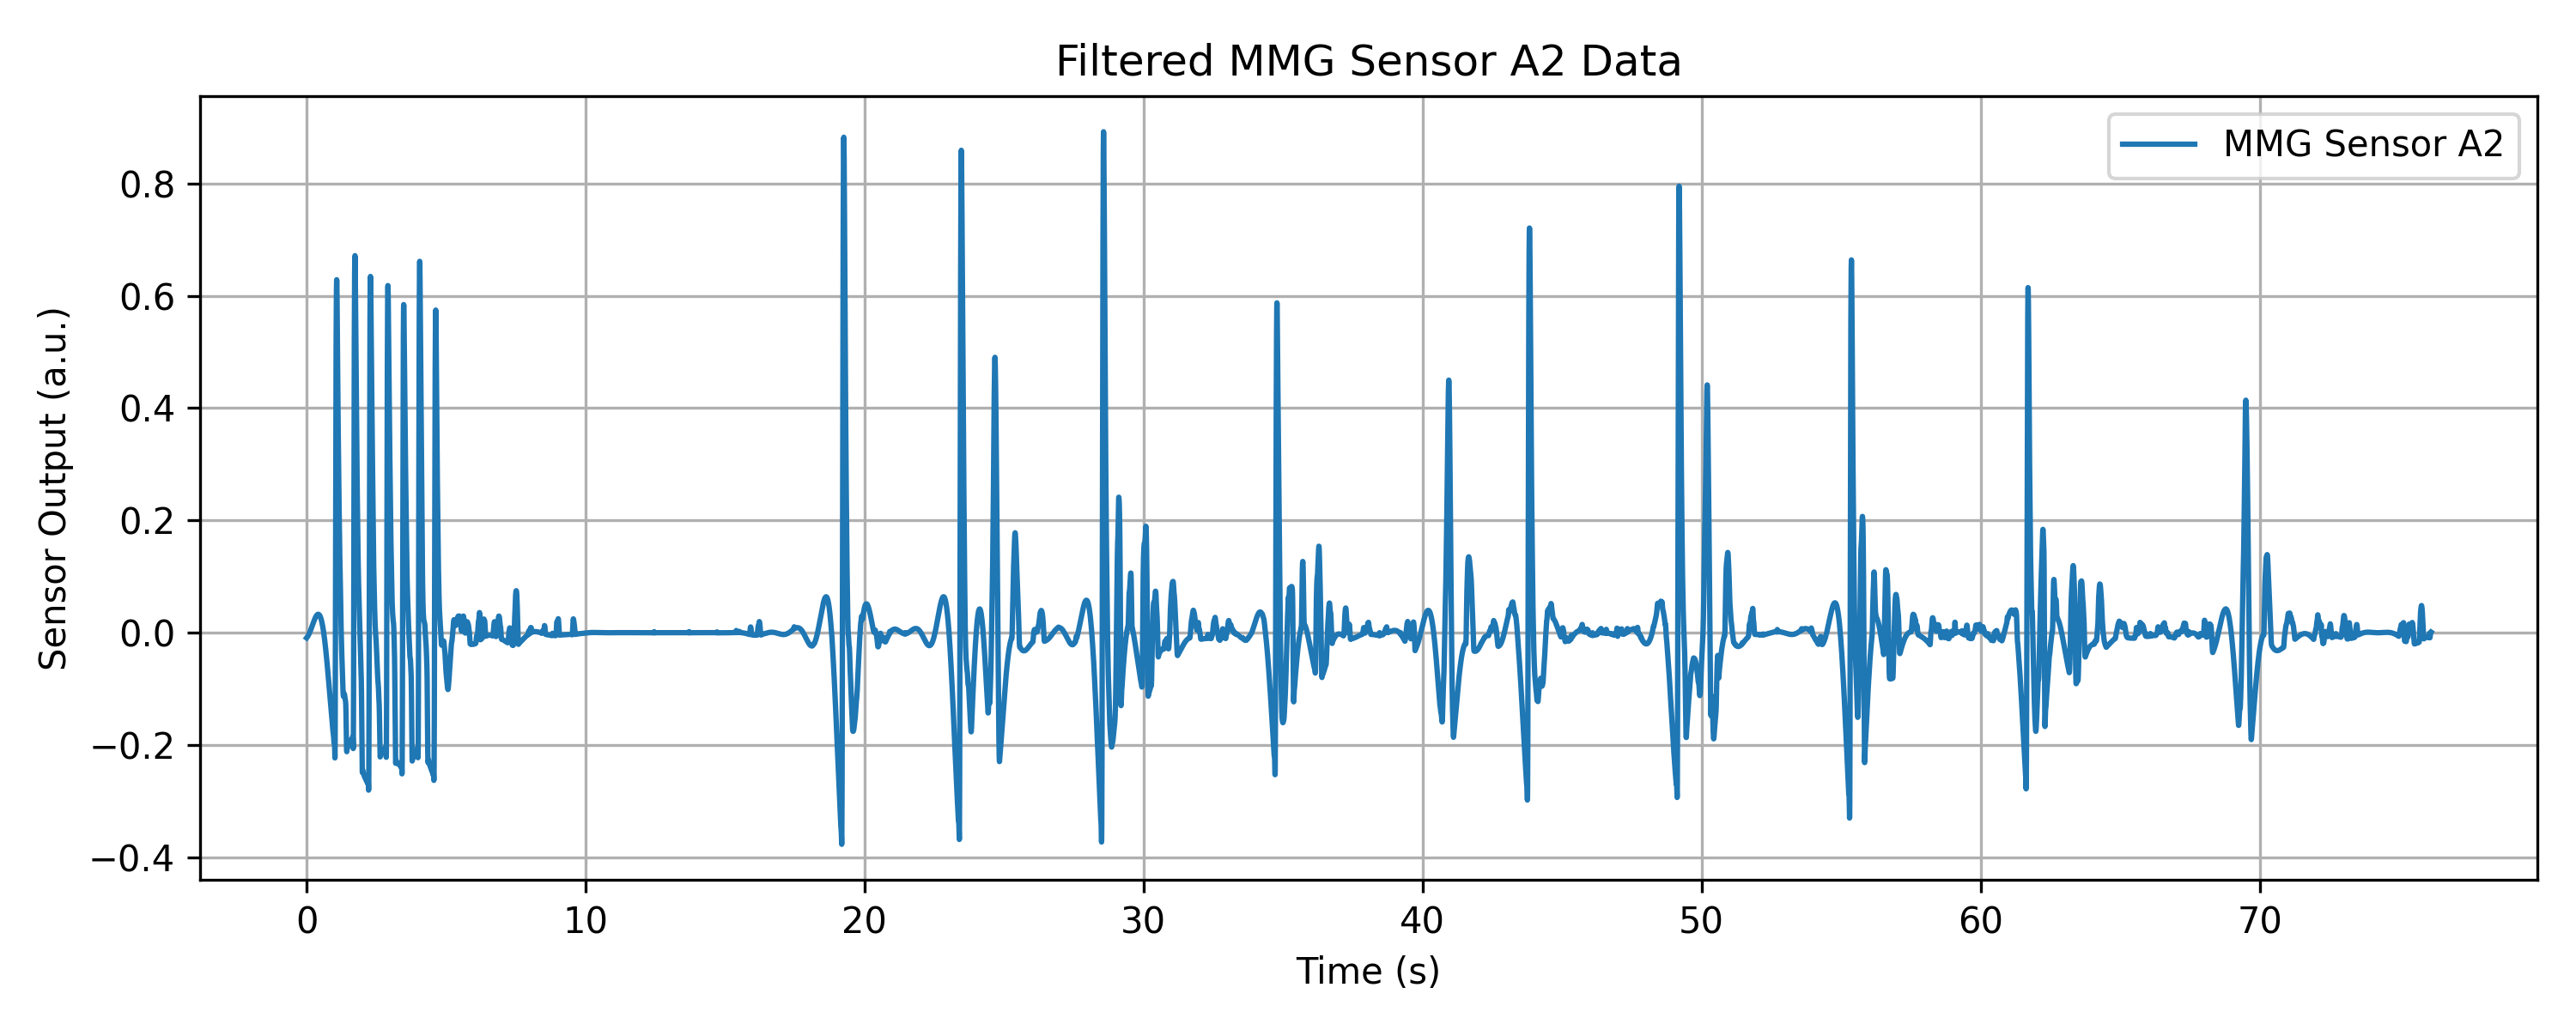 Filtered MMG Sensor A2 Data
MMG Sensor A2
Sensor Output (a.u.)
0.8
0.6
0.4
0.2
0.0
−0.2
−0.4
0 10 20 30 40 50 60 70
Time (s)